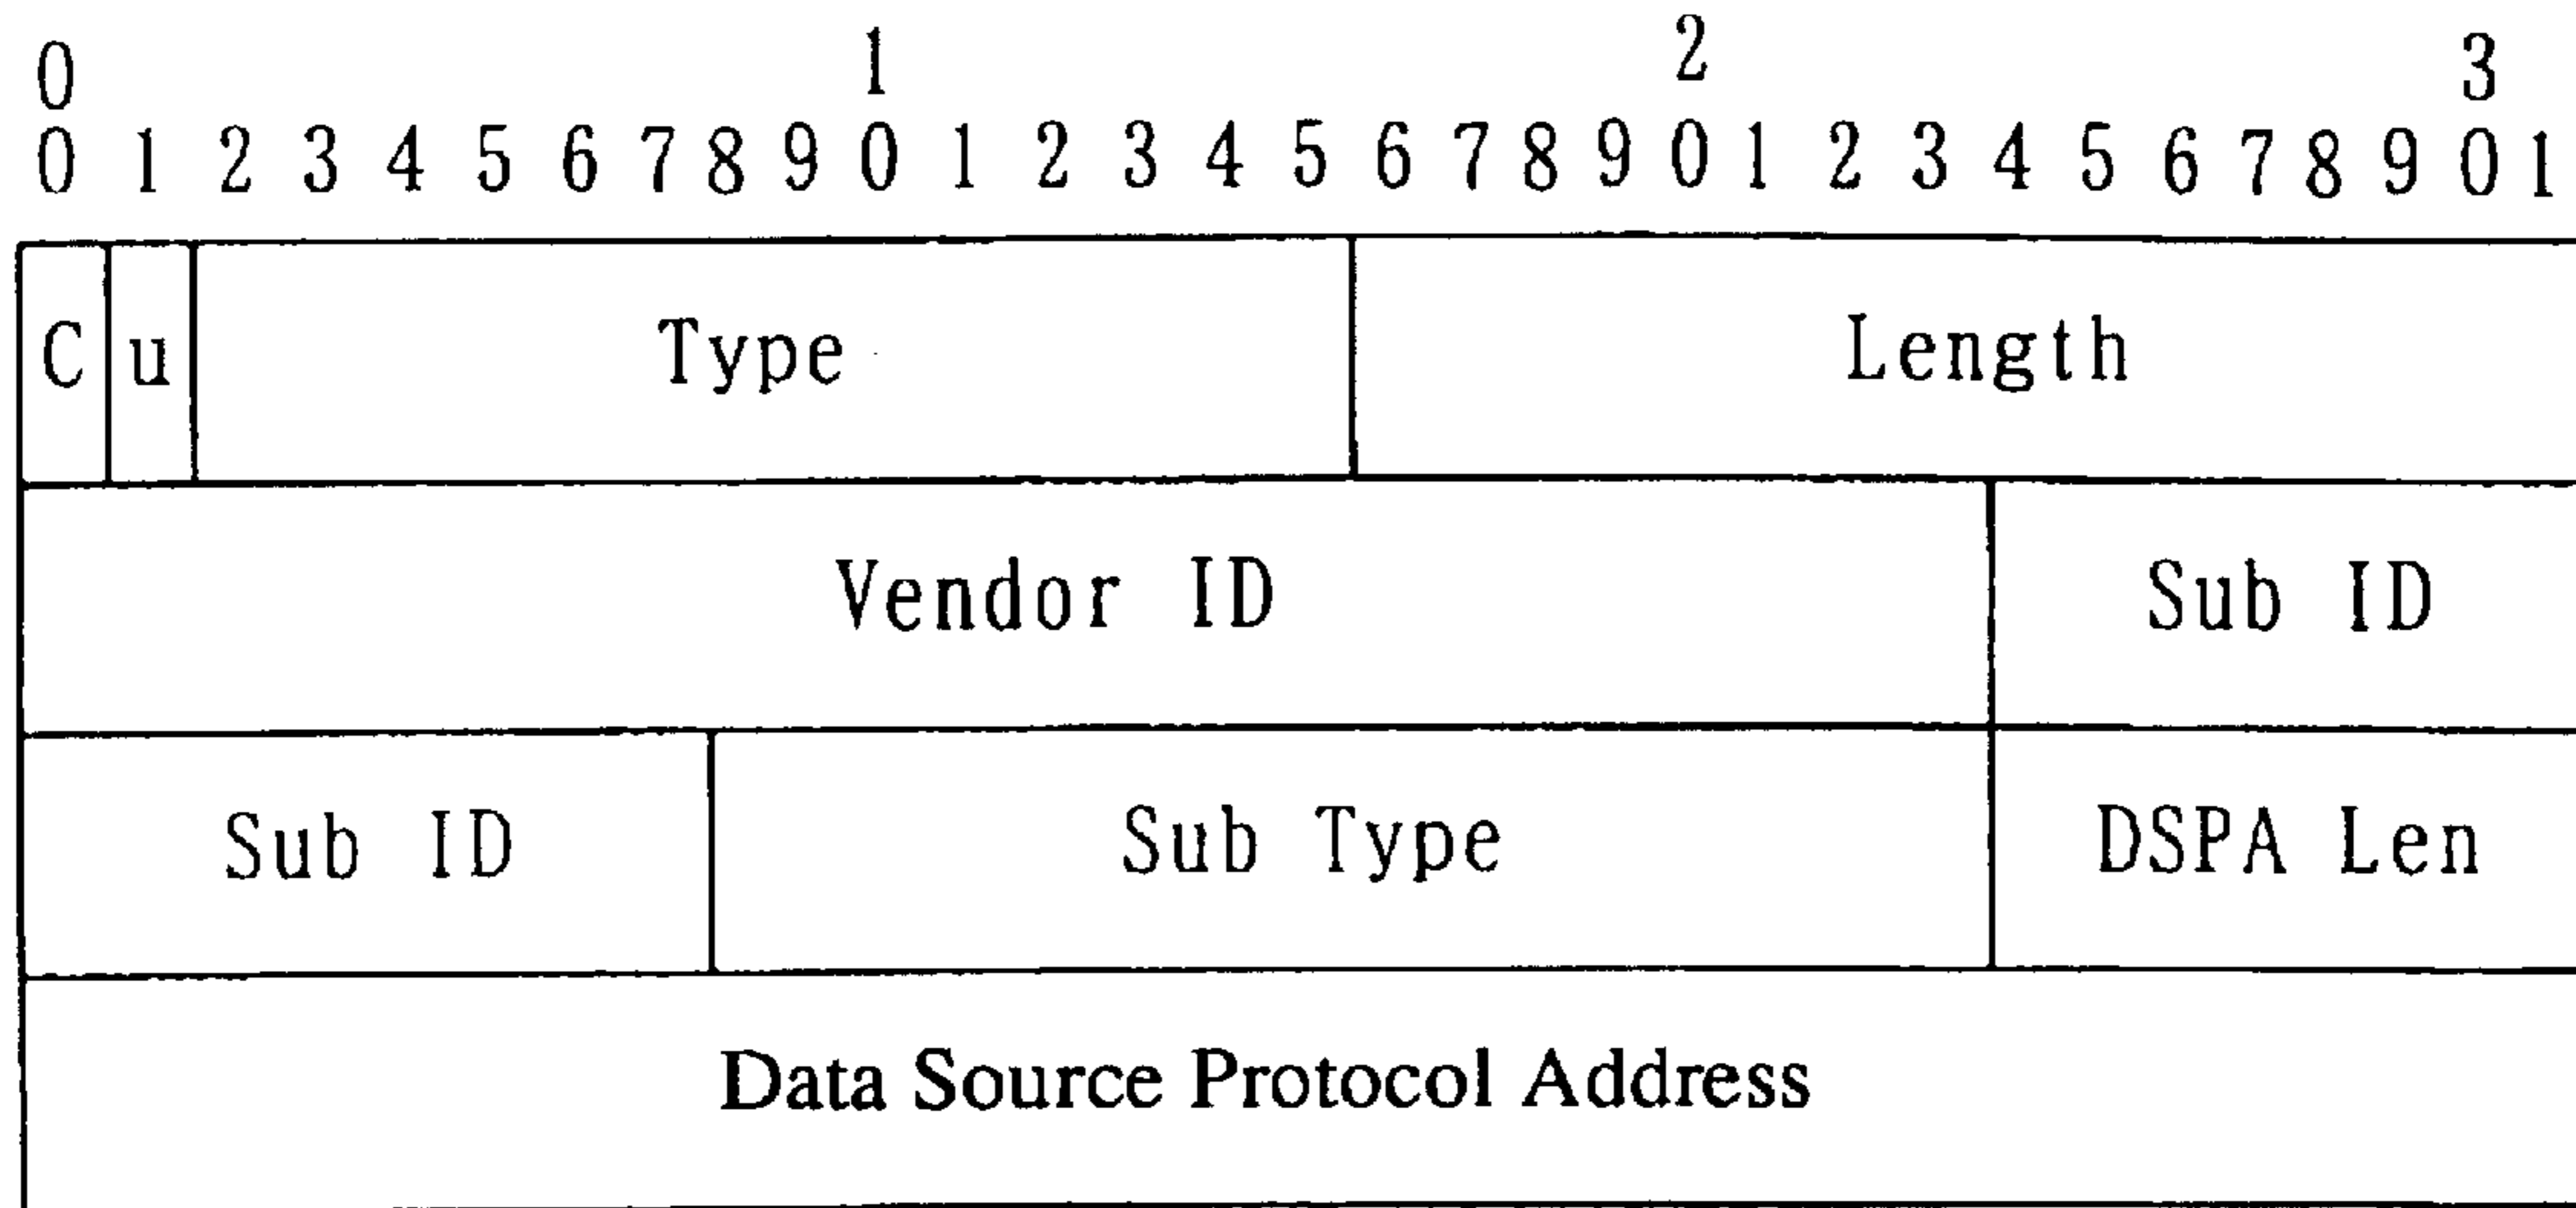 0 1 2 3
0 1 2 3 4 5 6 7 8 9 0 1 2 3 4 5 6 7 8 9 0 1 2 3 4 5 6 7 8 9 0 1
C u Type Length
Vendor ID Sub ID
Sub ID Sub Type DSPA Len
Data Source Protocol Address